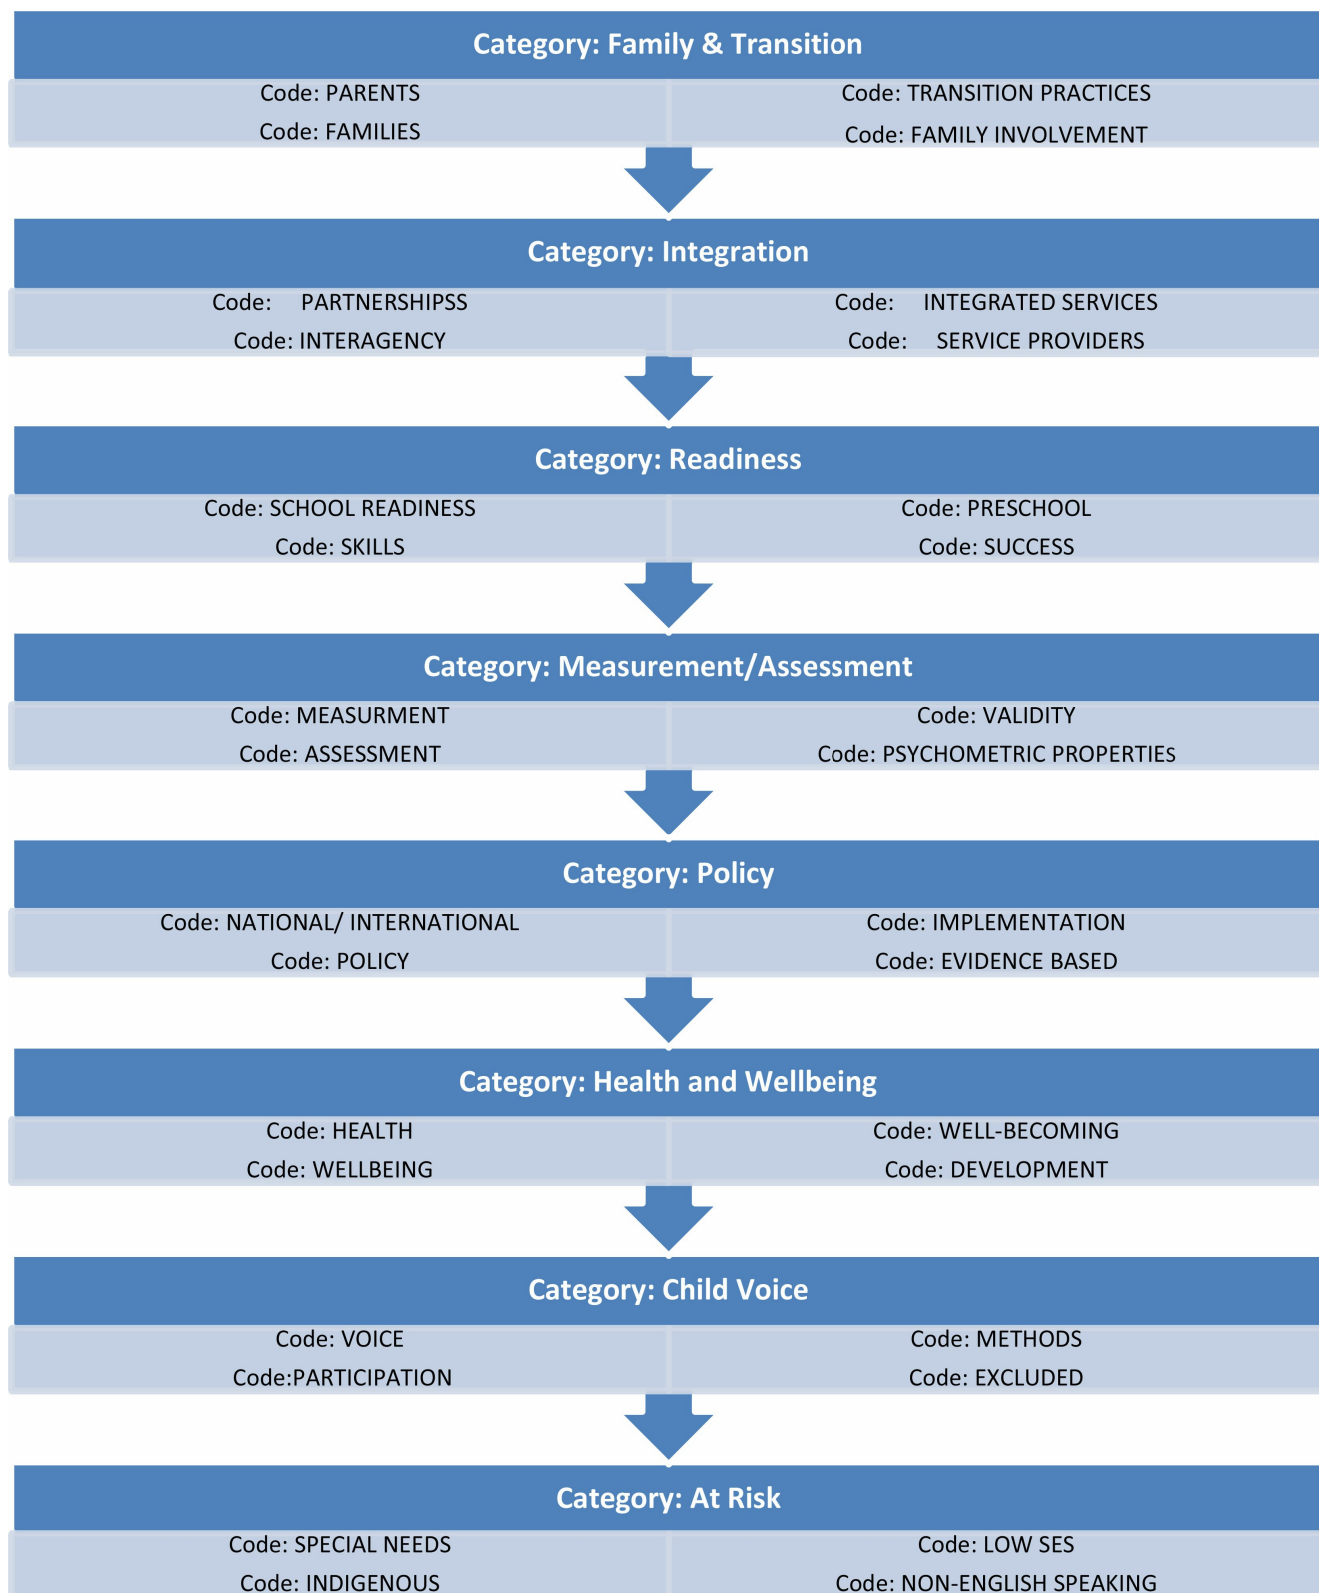 Category: Family & Transition
Code: PARENTS
Code: FAMILIES
Code: TRANSITION PRACTICES
Code: FAMILY INVOLVEMENT
Category: Integration
Code: PARTNERSHIPSS
Code: INTERAGENCY
Code: INTEGRATED SERVICES
Code: SERVICE PROVIDERS
Category: Readiness
Code: SCHOOL READINESS
Code: SKILLS
Code: PRESCHOOL
Code: SUCCESS
Category: Measurement/Assessment
Code: MEASURMENT
Code: ASSESSMENT
Code: VALIDITY
Code: PSYCHOMETRIC PROPERTIES
Category: Policy
Code: NATIONAL/ INTERNATIONAL
Code: POLICY
Code: IMPLEMENTATION
Code: EVIDENCE BASED
Category: Health and Wellbeing
Code: HEALTH
Code: WELLBEING
Code: WELL-BECOMING
Code: DEVELOPMENT
Category: Child Voice
Code: VOICE
Code:PARTICIPATION
Code: METHODS
Code: EXCLUDED
Category: At Risk
Code: SPECIAL NEEDS
Code: INDIGENOUS
Code: LOW SES
Code: NON-ENGLISH SPEAKING